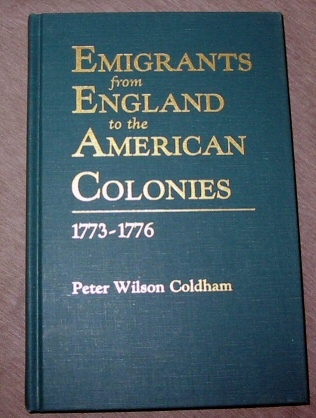 EMIGRANTS
from
ENGLAND
to the
AMERICAN
COLONIES
1773-1776
Peter Wilson Coldham